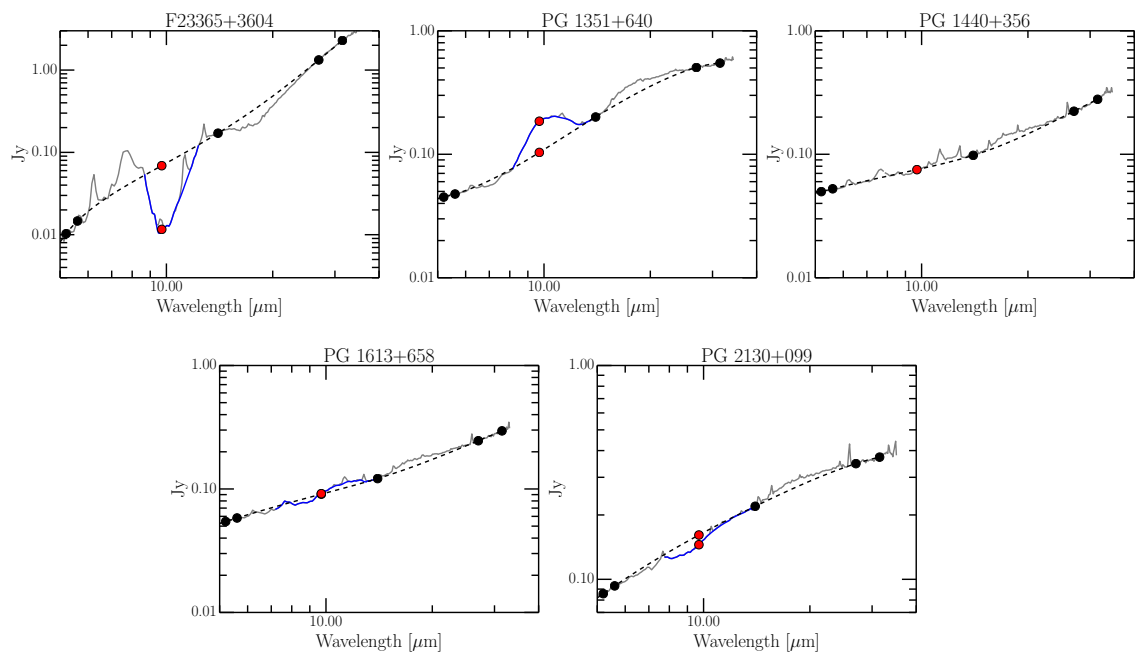 F23365+3604
1.00
0.10
0.01
Jy
10.00
Wavelength [μm]
PG 1351+640
1.00
0.10
0.01
Jy
10.00
Wavelength [μm]
PG 1440+356
1.00
0.10
0.01
Jy
10.00
Wavelength [μm]
PG 1613+658
1.00
0.10
0.01
Jy
10.00
Wavelength [μm]
PG 2130+099
1.00
0.10
Jy
10.00
Wavelength [μm]